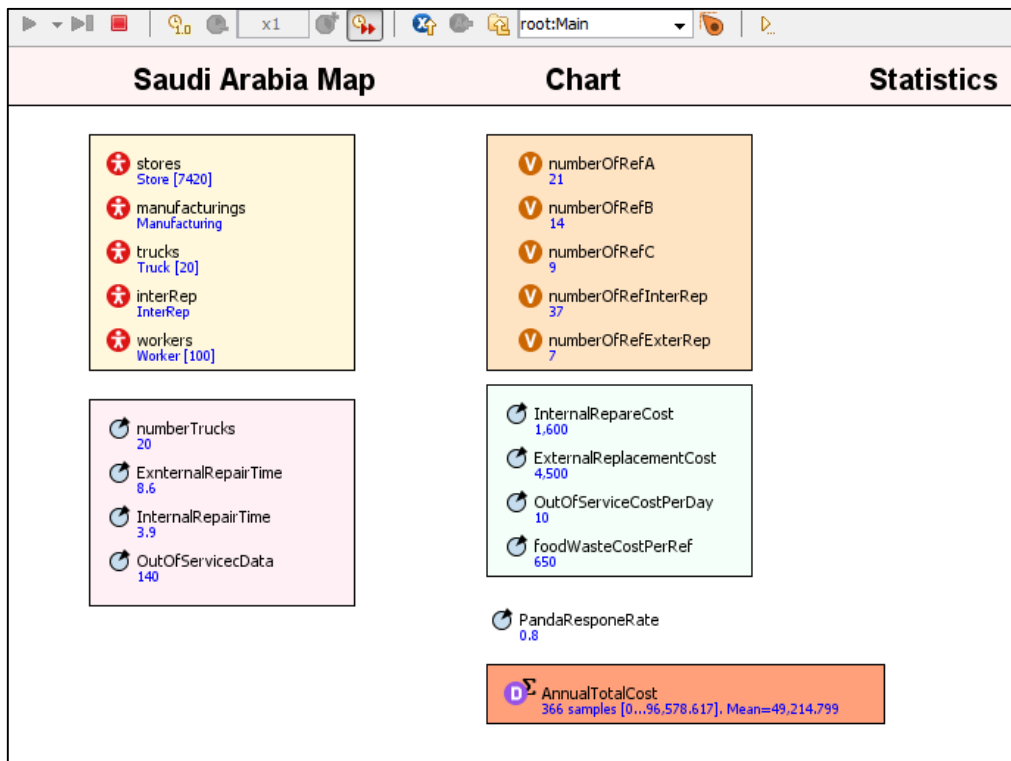 1.0 x1 root:Main
Saudi Arabia Map Chart Statistics
stores
Store [7420]
manufacturings
Manufacturing
trucks
Truck [20]
interRep
InterRep
workers
Worker [100]
numberTrucks
20
ExnternalRepairTime
8.6
InternalRepairTime
3.9
OutOfServicecData
140
V numberOfRefA
21
V numberOfRefB
14
V numberOfRefC
9
V numberOfRefInterRep
37
V numberOfRefExterRep
7
InternalRepareCost
1,600
ExternalReplacementCost
4,500
OutOfServiceCostPerDay
10
foodWasteCostPerRef
650
PandaResponeRate
0.8
D Σ AnnualTotalCost
366 samples [0...96,578.617]. Mean=49,214.799